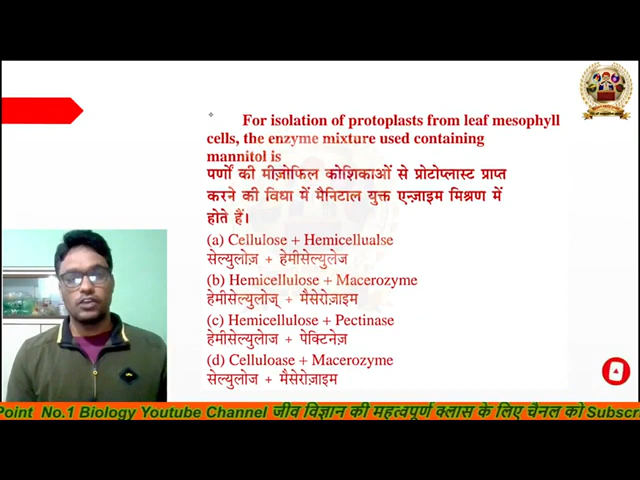 For isolation of protoplasts from leaf mesophyll
cells, the enzyme mixture used containing
mannitol is
पर्णों की मीज़ोफिल कोशिकाओं से प्रोटोप्लास्ट प्राप्त
करने की विधा में मैनिटाल युक्त एन्ज़ाइम मिश्रण में
होते हैं।
(a) Cellulose + Hemicellualse
सेल्युलोज़ + हेमीसेल्युलेज
(b) Hemicellulose + Macerozyme
हेमीसेल्युलोज् + मैसेरोज़ाइम
(c) Hemicellulose + Pectinase
हेमीसेल्युलेाज + पेक्टिनेज़
(d) Celluloase + Macerozyme
सेल्युलोज + मैसेरोज़ाइम
Point No.1 Biology Youtube Channel जीव विज्ञान की महत्वपूर्ण क्लास के लिए चैनल को Subscr